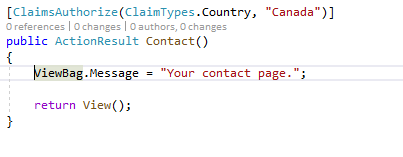 [ClaimsAuthorize(ClaimTypes.Country, "Canada")]
0 references | 0 changes | 0 authors, 0 changes
public ActionResult Contact()
{
ViewBag.Message = "Your contact page.";
return View();
}